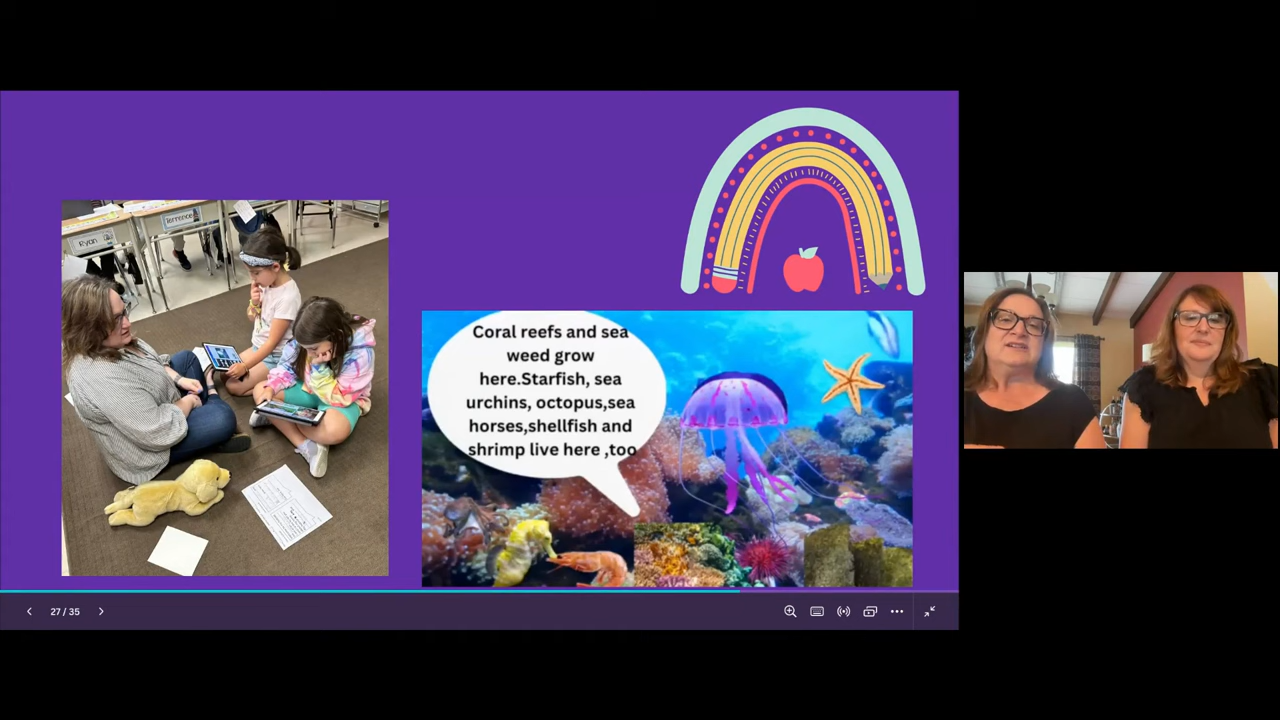 Ryan
Terrence
Coral reefs and sea
weed grow
here.Starfish, sea
urchins, octopus,sea
horses,shellfish and
shrimp live here ,too
27 / 35